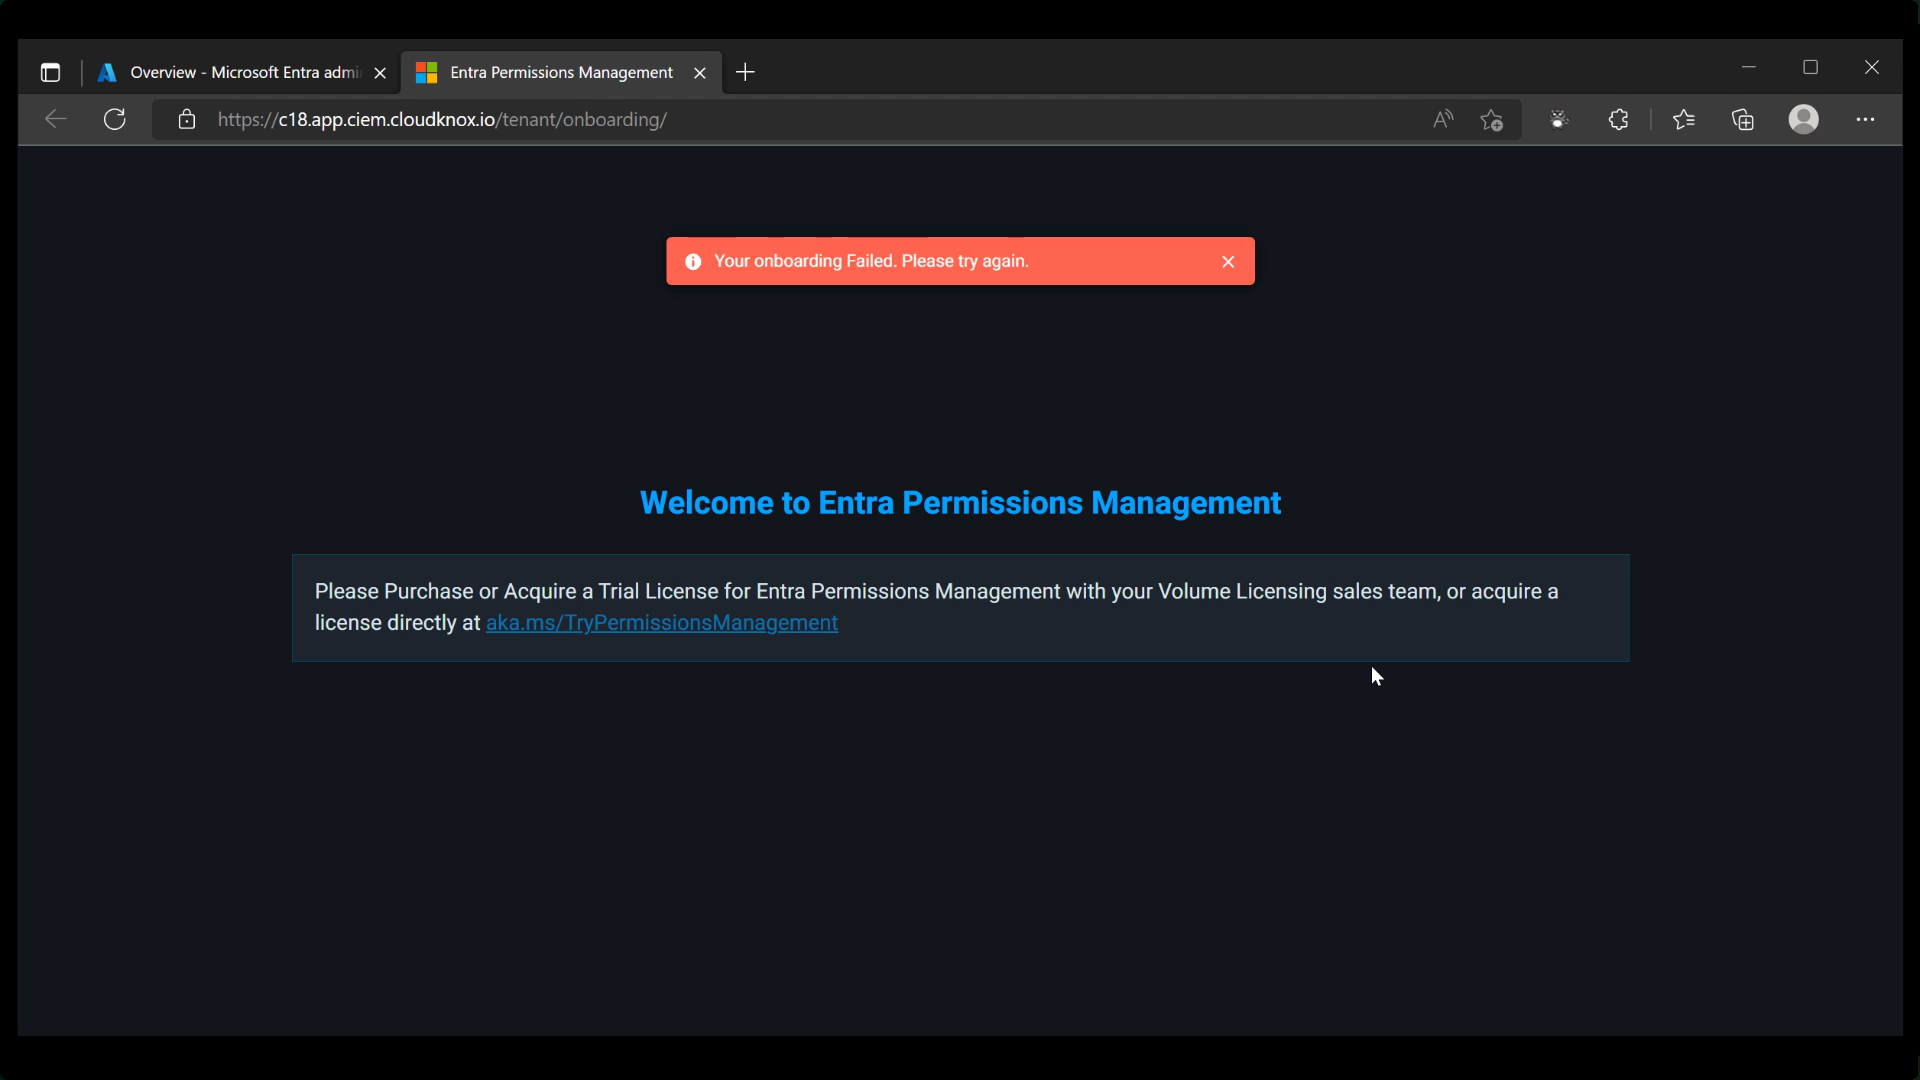 Overview - Microsoft Entra admi
Entra Permissions Management
https://c18.app.ciem.cloudknox.io/tenant/onboarding/
Your onboarding Failed. Please try again.
Welcome to Entra Permissions Management
Please Purchase or Acquire a Trial License for Entra Permissions Management with your Volume Licensing sales team, or acquire a
license directly at aka.ms/TryPermissionsManagement